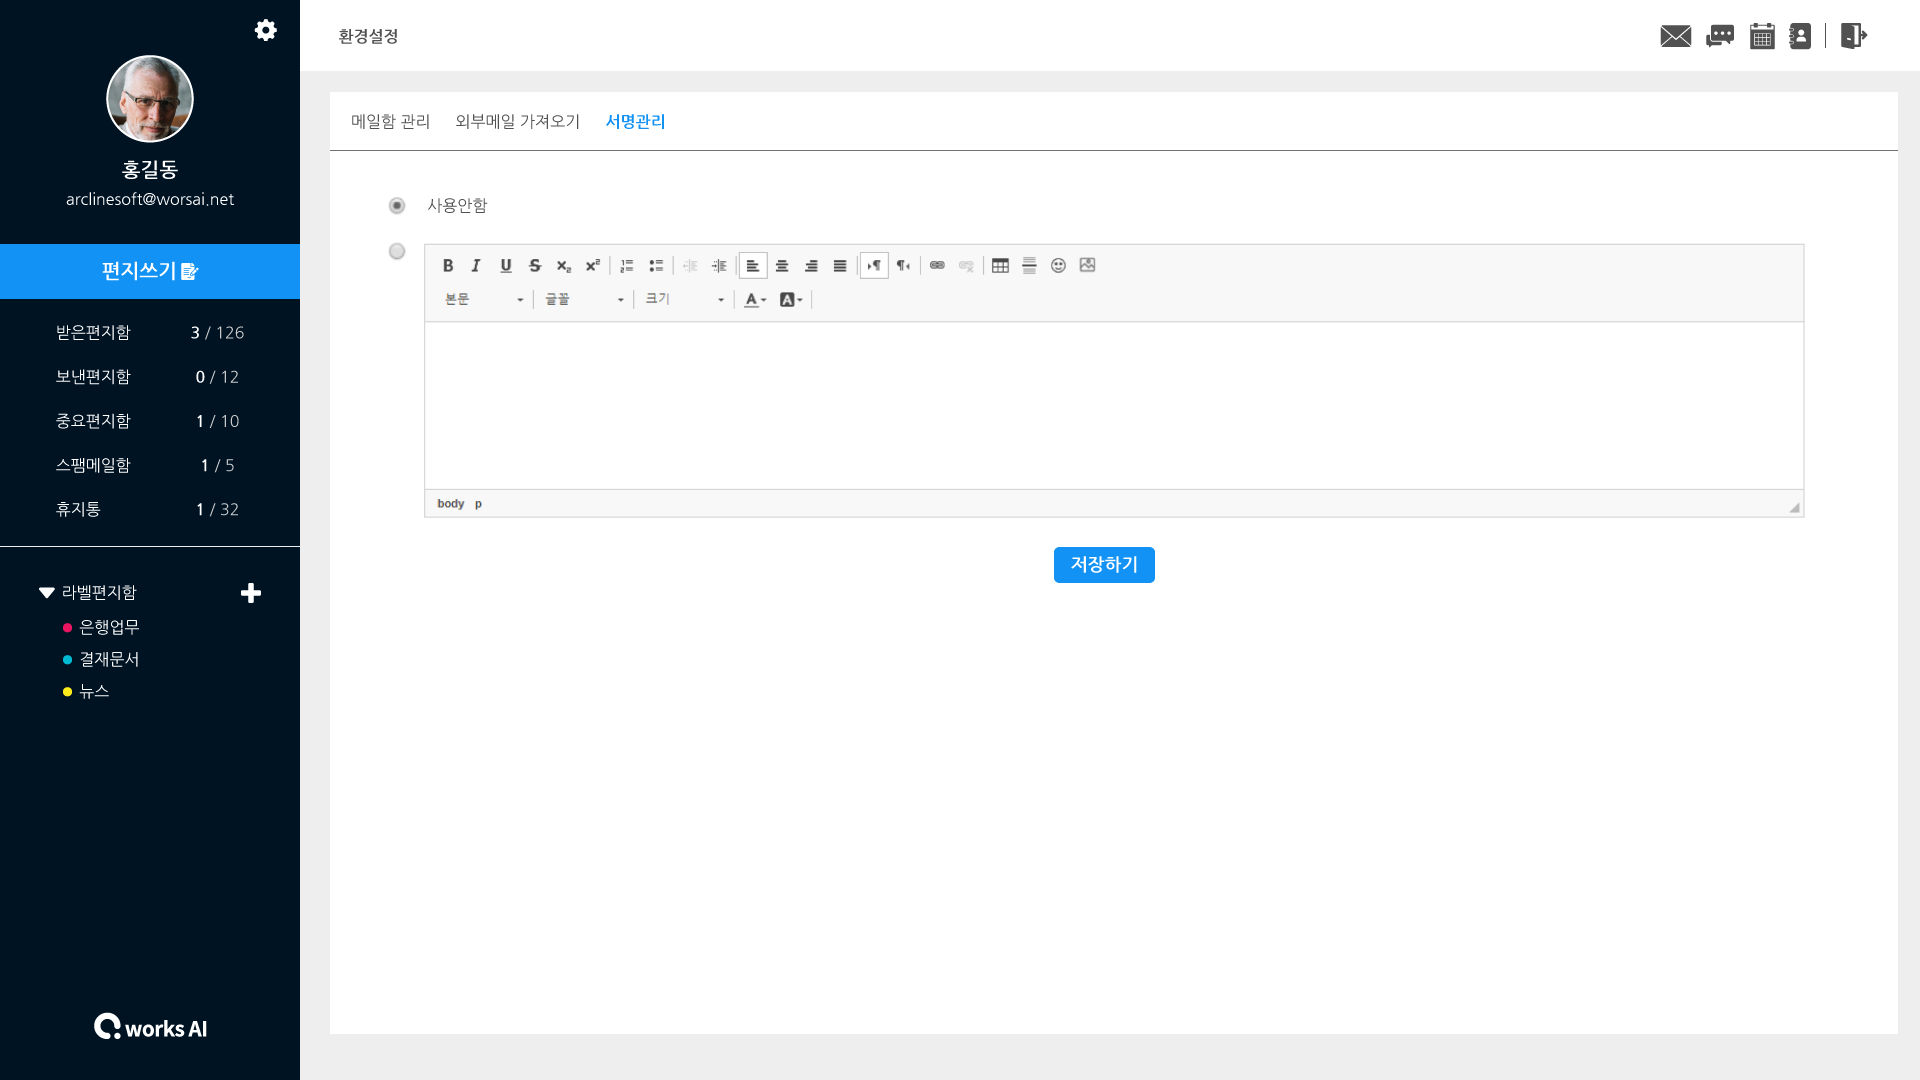 홍길동
arclinesoft@worsai.net
편지쓰기
받은편지함 3 / 126
보낸편지함 0 / 12
중요편지함 1 / 10
스팸메일함 1 / 5
휴지통 1 / 32
라벨편지함
은행업무
결재문서
뉴스
works AI
환경설정
메일함 관리 외부메일 가져오기 서명관리
사용안함
B I U S x₂ x²
본문 글꼴 크기 A A
body p
저장하기